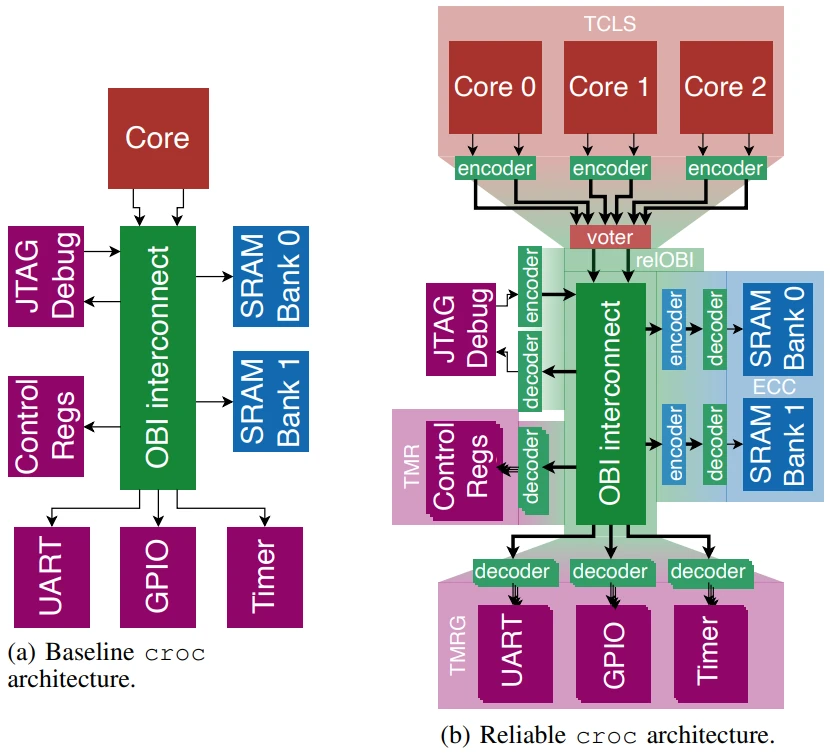 Core
JTAG
Debug
Control
Regs
OBI interconnect
SRAM
Bank 0
SRAM
Bank 1
UART
GPIO
Timer
(a) Baseline croc
architecture.
TCLS
Core 0
Core 1
Core 2
encoder
encoder
encoder
voter
relOBI
JTAG
Debug
encoder
decoder
OBI interconnect
encoder
decoder
SRAM
Bank 0
ECC
encoder
decoder
SRAM
Bank 1
TMR
Control
Regs
decoder
decoder
decoder
decoder
TMRG
UART
GPIO
Timer
(b) Reliable croc architecture.